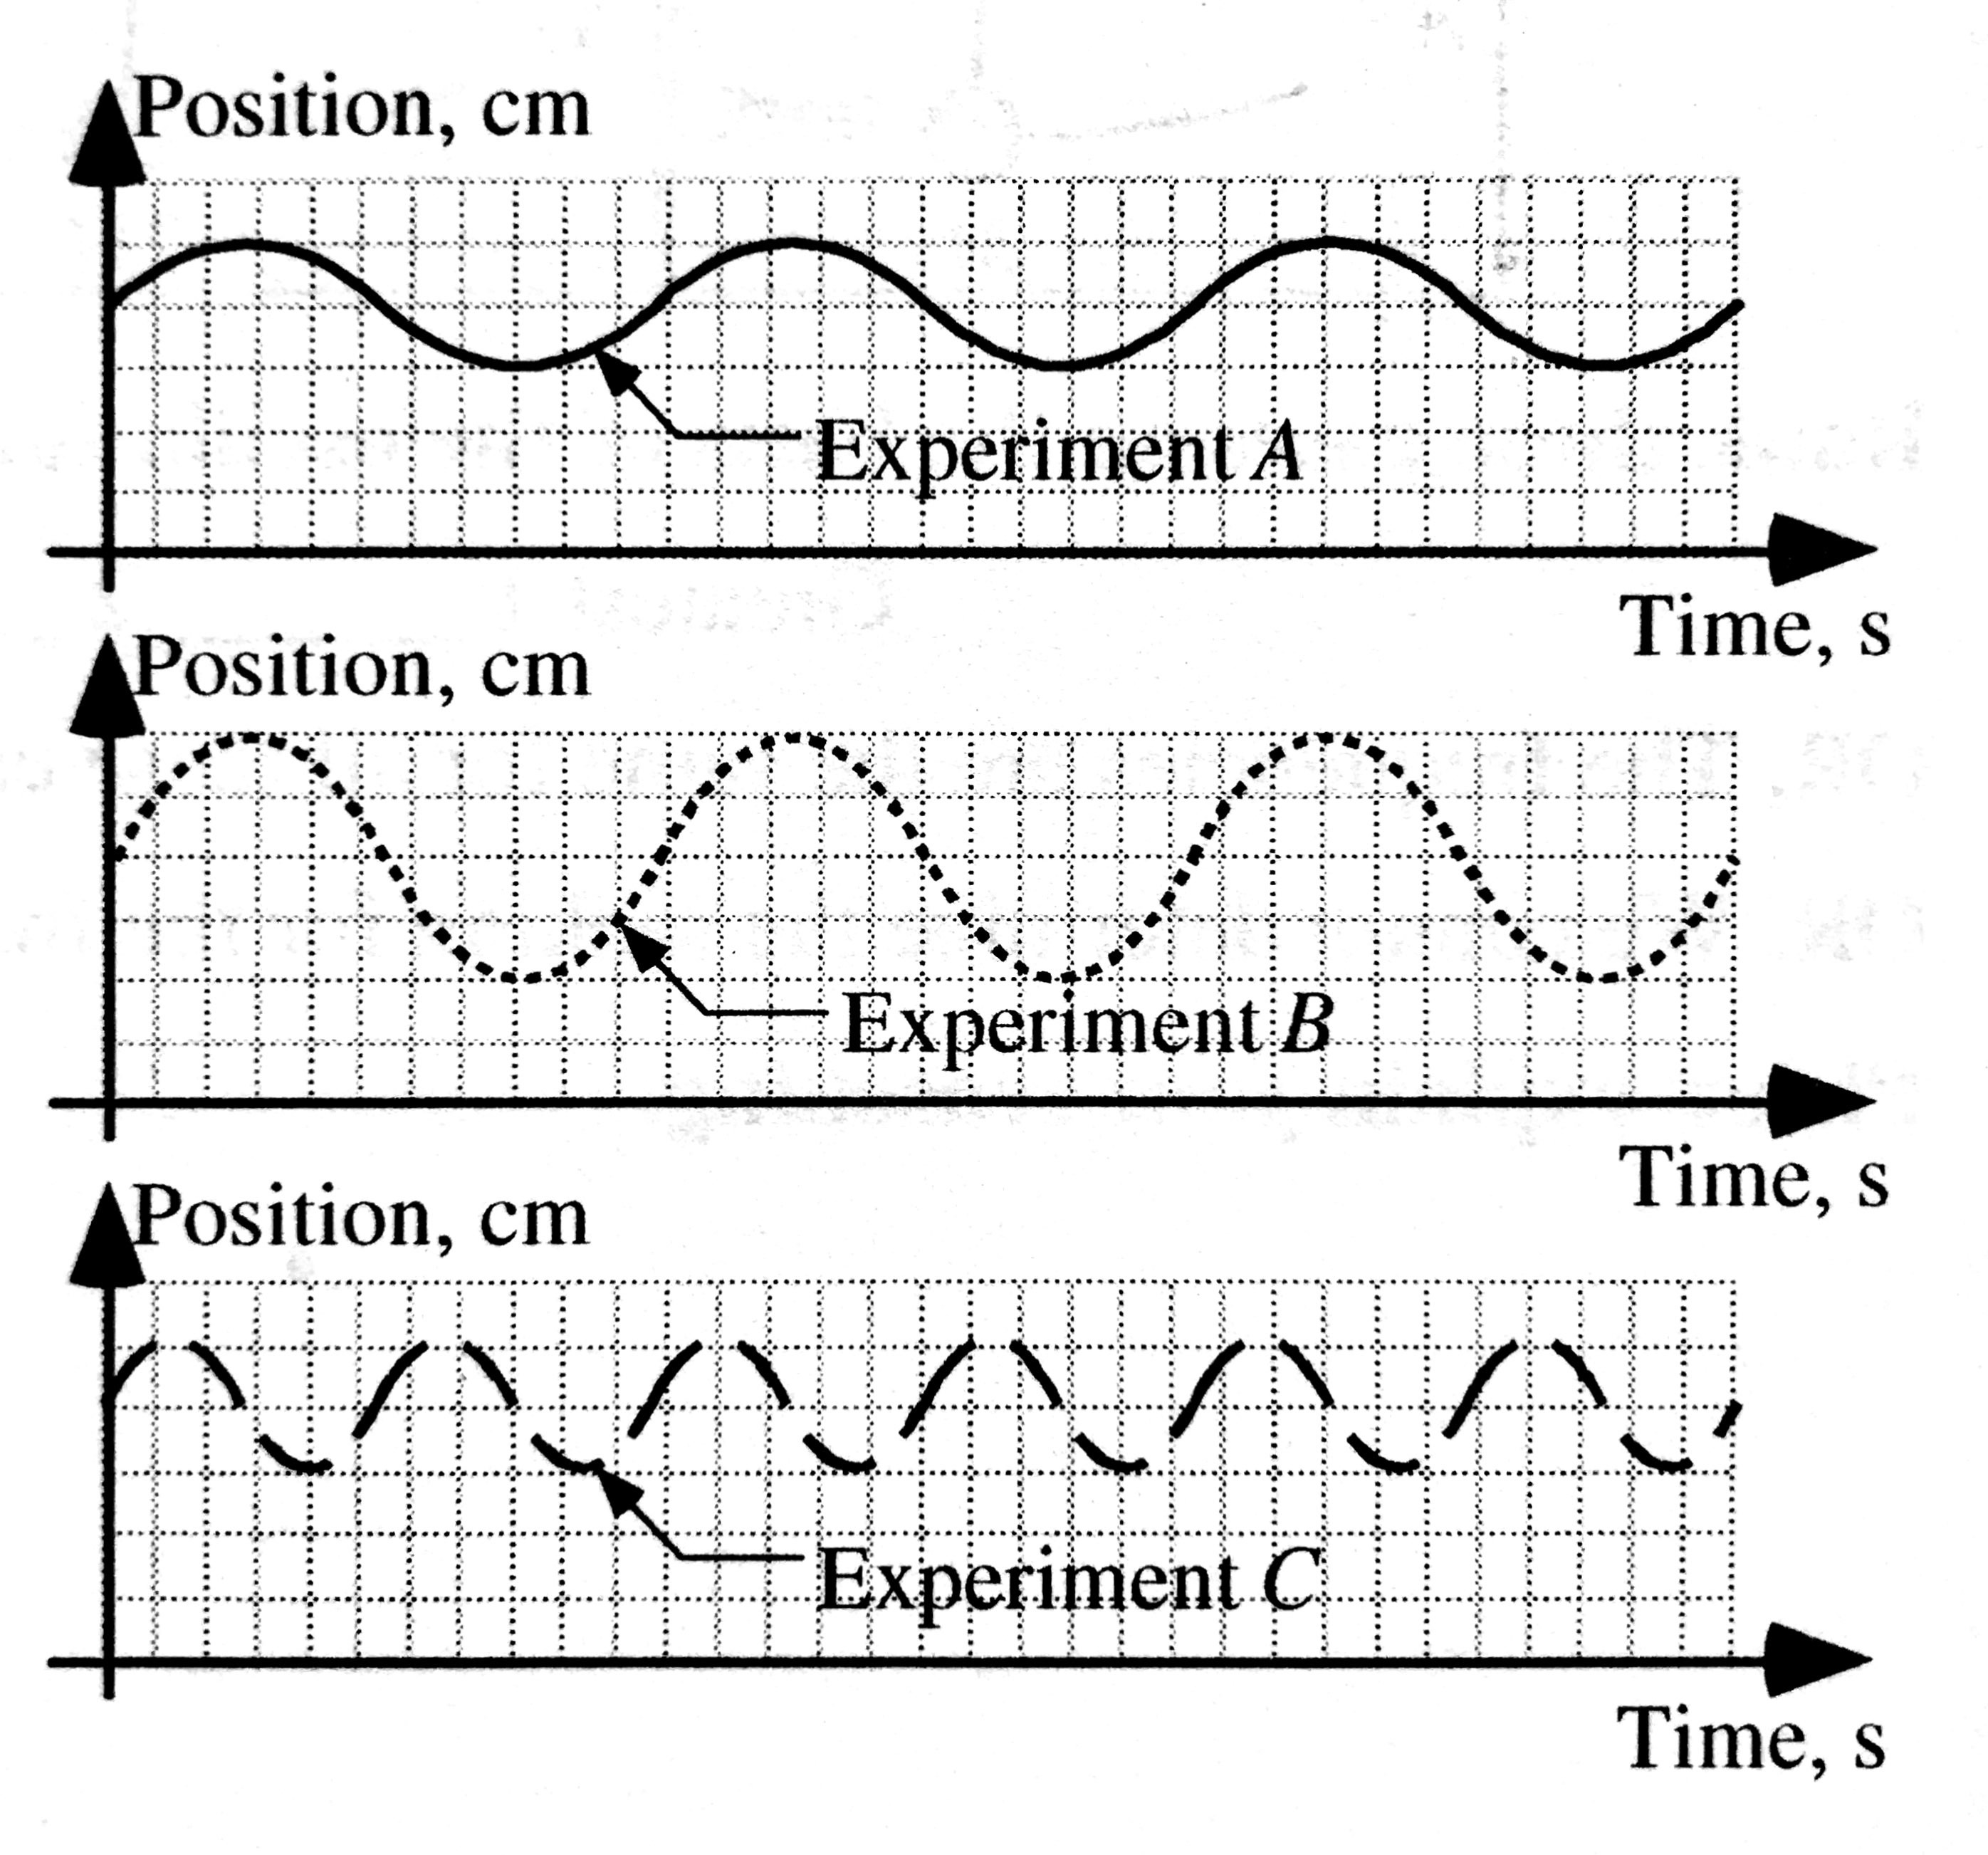 Position, cm
Experiment A
Time, s
Position, cm
Experiment B
Time, s
Position, cm
Experiment C
Time, s